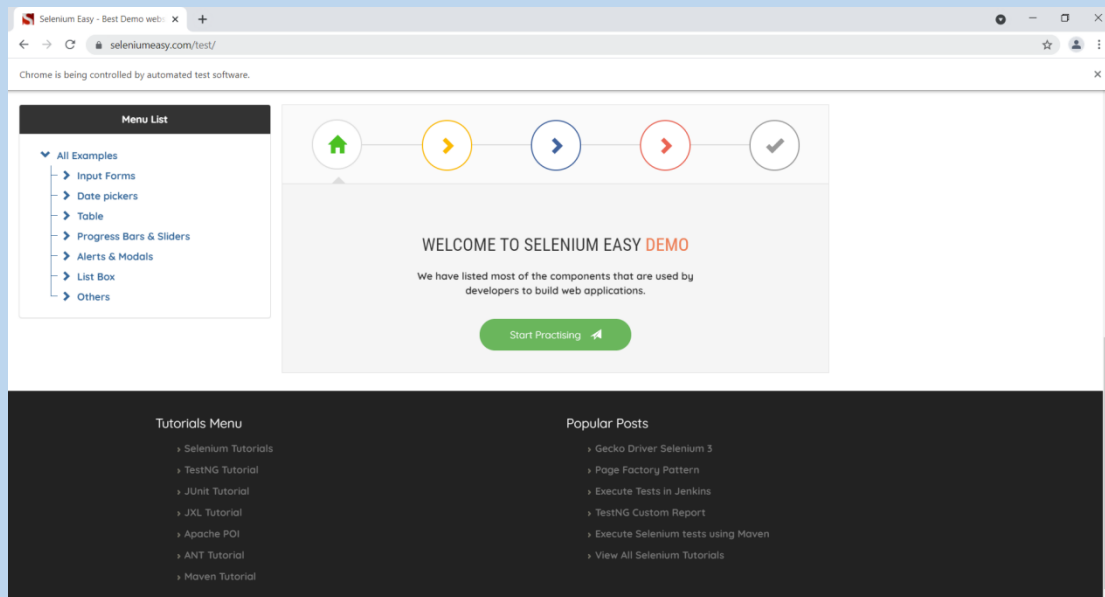 Selenium Easy - Best Demo webs
seleniumeasy.com/test/
Chrome is being controlled by automated test software.
Menu List
All Examples
Input Forms
Date pickers
Table
Progress Bars & Sliders
Alerts & Modals
List Box
Others
WELCOME TO SELENIUM EASY DEMO
We have listed most of the components that are used by
developers to build web applications.
Start Practising
Tutorials Menu
Selenium Tutorials
TestNG Tutorial
JUnit Tutorial
JXL Tutorial
Apache POI
ANT Tutorial
Maven Tutorial
Popular Posts
Gecko Driver Selenium 3
Page Factory Pattern
Execute Tests in Jenkins
TestNG Custom Report
Execute Selenium tests using Maven
View All Selenium Tutorials